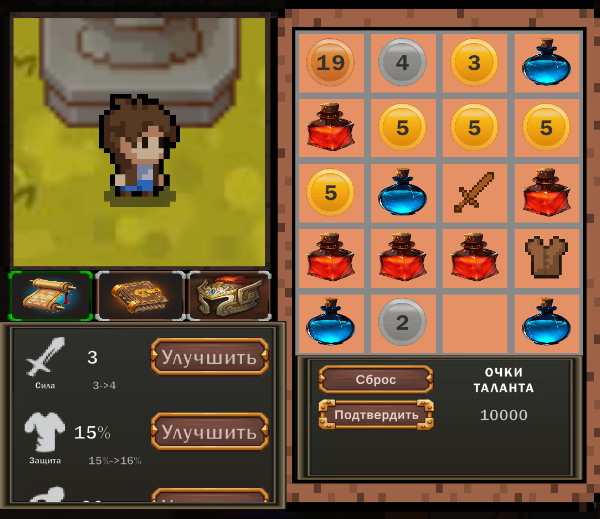 19 4 3
5 5 5
5
2
3 Улучшить
Сила 3->4
15% Улучшить
Защита 15%->16%
Сброс
Подтвердить
ОЧКИ
ТАЛАНТА
10000